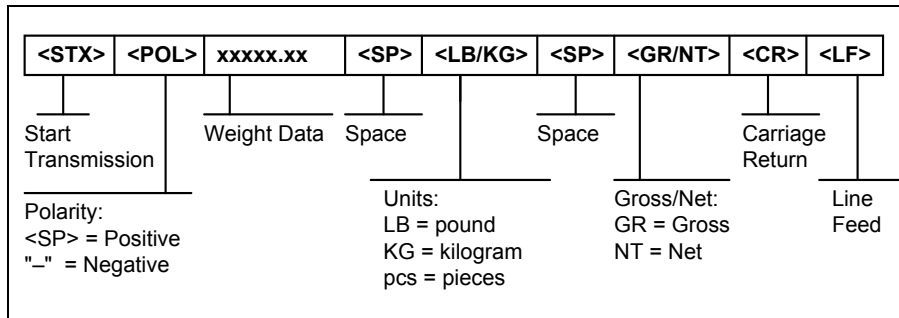 <STX> <POL> xxxxx.xx <SP> <LB/KG> <SP> <GR/NT> <CR> <LF>
Start
Transmission
Weight Data
Space
Space
Carriage
Return
Polarity:
<SP> = Positive
"–" = Negative
Units:
LB = pound
KG = kilogram
pcs = pieces
Gross/Net:
GR = Gross
NT = Net
Line
Feed